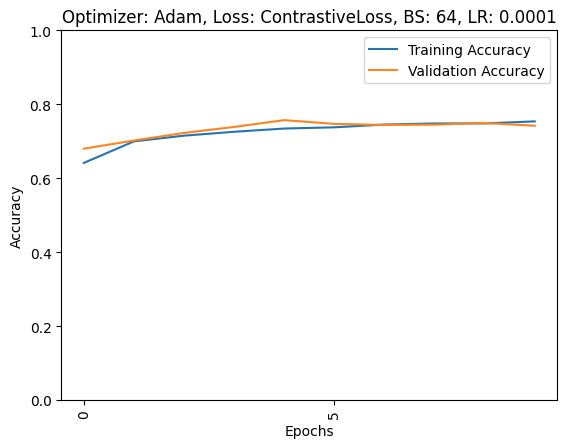 Optimizer: Adam, Loss: ContrastiveLoss, BS: 64, LR: 0.0001
Training Accuracy
Validation Accuracy
1.0
0.8
0.6
0.4
0.2
0.0
Accuracy
0
5
Epochs